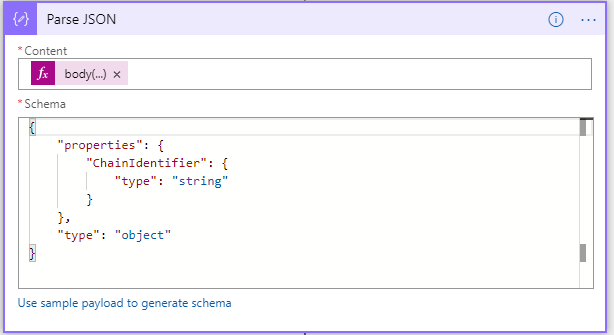 Parse JSON
* Content
fx body(...) ×
* Schema
{
    "properties": {
        "ChainIdentifier": {
            "type": "string"
        }
    },
    "type": "object"
}
Use sample payload to generate schema